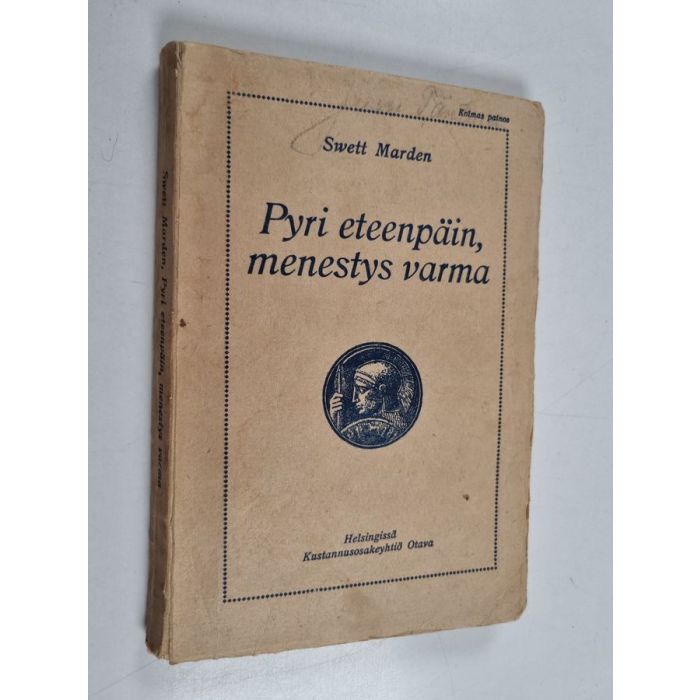 Kolmas painos
Swett Marden
Pyri eteenpäin,
menestys varma
Helsingissä
Kustannusosakeyhtiö Otava
Swett Marden, Pyri eteenpäin, menestys varma